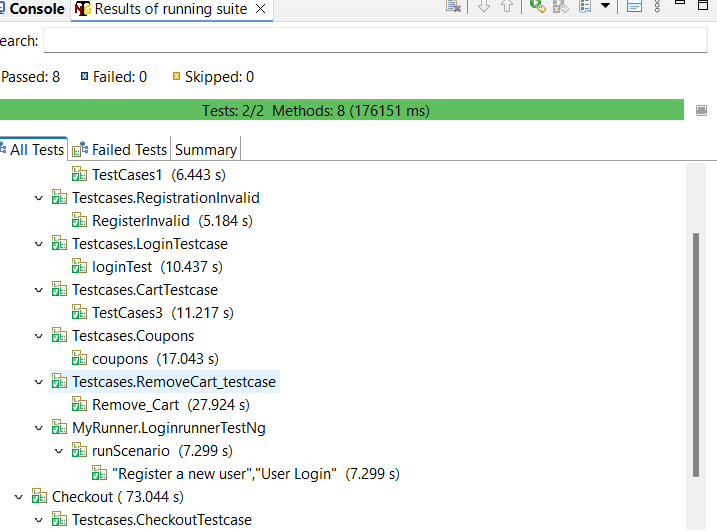 Console Results of running suite
earch:
Passed: 8 Failed: 0 Skipped: 0
Tests: 2/2 Methods: 8 (176151 ms)
All Tests Failed Tests Summary
TestCases1 (6.443 s)
Testcases.RegistrationInvalid
RegisterInvalid (5.184 s)
Testcases.LoginTestcase
loginTest (10.437 s)
Testcases.CartTestcase
TestCases3 (11.217 s)
Testcases.Coupons
coupons (17.043 s)
Testcases.RemoveCart_testcase
Remove_Cart (27.924 s)
MyRunner.LoginrunnerTestNg
runScenario (7.299 s)
"Register a new user","User Login" (7.299 s)
Checkout ( 73.044 s)
Testcases.CheckoutTestcase